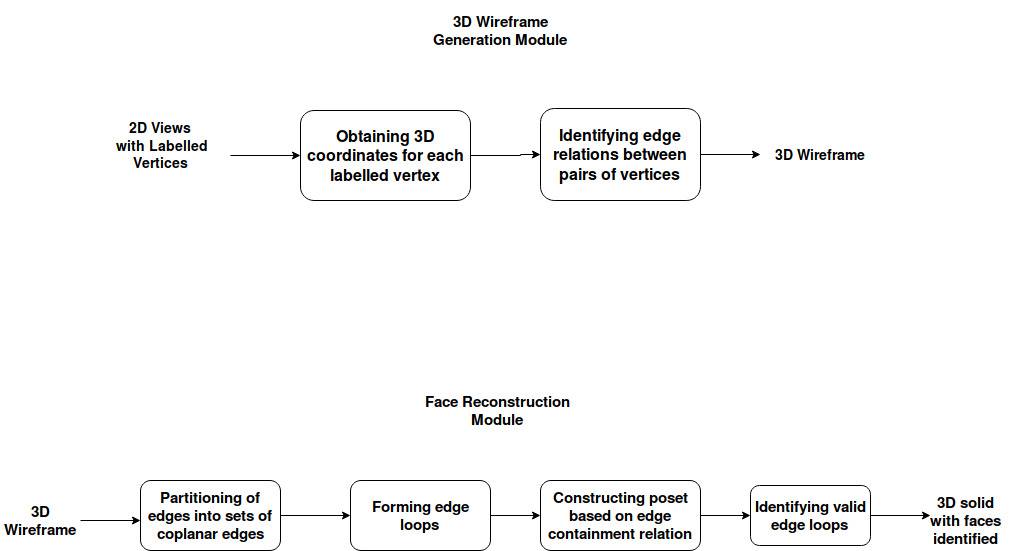 3D Wireframe
Generation Module
2D Views
with Labelled
Vertices
Obtaining 3D
coordinates for each
labelled vertex
Identifying edge
relations between
pairs of vertices
3D Wireframe
Face Reconstruction
Module
3D
Wireframe
Partitioning of
edges into sets of
coplanar edges
Forming edge
loops
Constructing poset
based on edge
containment relation
Identifying valid
edge loops
3D solid
with faces
identified